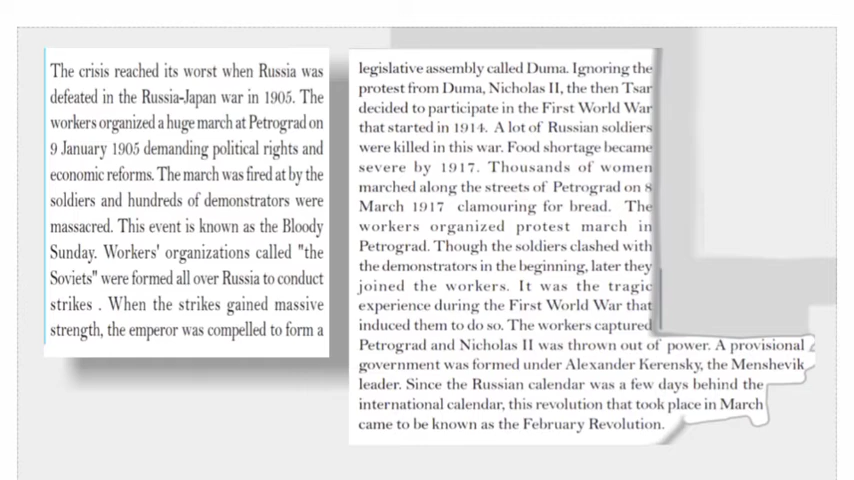 The crisis reached its worst when Russia was
defeated in the Russia-Japan war in 1905. The
workers organized a huge march at Petrograd on
9 January 1905 demanding political rights and
economic reforms. The march was fired at by the
soldiers and hundreds of demonstrators were
massacred. This event is known as the Bloody
Sunday. Workers' organizations called "the
Soviets" were formed all over Russia to conduct
strikes . When the strikes gained massive
strength, the emperor was compelled to form a
legislative assembly called Duma. Ignoring the
protest from Duma, Nicholas II, the then Tsar
decided to participate in the First World War
that started in 1914. A lot of Russian soldiers
were killed in this war. Food shortage became
severe by 1917. Thousands of women
marched along the streets of Petrograd on 8
March 1917 clamouring for bread. The
workers organized protest march in
Petrograd. Though the soldiers clashed with
the demonstrators in the beginning, later they
joined the workers. It was the tragic
experience during the First World War that
induced them to do so. The workers captured
Petrograd and Nicholas II was thrown out of power. A provisional
government was formed under Alexander Kerensky, the Menshevik
leader. Since the Russian calendar was a few days behind the
international calendar, this revolution that took place in March
came to be known as the February Revolution.